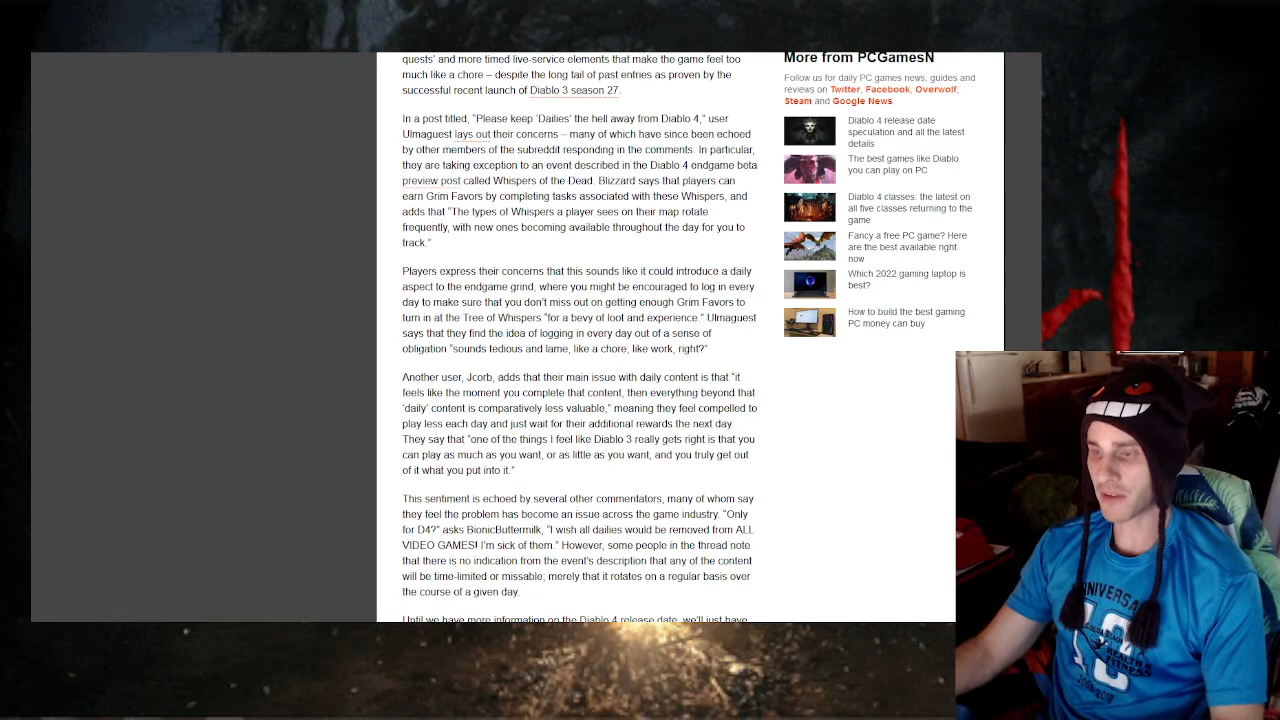 quests' and more timed live-service elements that make the game feel too
much like a chore – despite the long tail of past entries as proven by the
successful recent launch of Diablo 3 season 27.
In a post titled, “Please keep ‘Dailies’ the hell away from Diablo 4,” user
Ulmaguest lays out their concerns – many of which have since been echoed
by other members of the subreddit responding in the comments. In particular,
they are taking exception to an event described in the Diablo 4 endgame beta
preview post called Whispers of the Dead. Blizzard says that players can
earn Grim Favors by completing tasks associated with these Whispers, and
adds that “The types of Whispers a player sees on their map rotate
frequently, with new ones becoming available throughout the day for you to
track.”
Players express their concerns that this sounds like it could introduce a daily
aspect to the endgame grind, where you might be encouraged to log in every
day to make sure that you don't miss out on getting enough Grim Favors to
turn in at the Tree of Whispers “for a bevy of loot and experience.” Ulmaguest
says that they find the idea of logging in every day out of a sense of
obligation “sounds tedious and lame, like a chore, like work, right?”
Another user, Jcorb, adds that their main issue with daily content is that “it
feels like the moment you complete that content, then everything beyond that
‘daily’ content is comparatively less valuable,” meaning they feel compelled to
play less each day and just wait for their additional rewards the next day.
They say that “one of the things I feel like Diablo 3 really gets right is that you
can play as much as you want, or as little as you want, and you truly get out
of it what you put into it.”
This sentiment is echoed by several other commentators, many of whom say
they feel the problem has become an issue across the game industry. “Only
for D4?” asks BionicButtermilk, “I wish all dailies would be removed from ALL
VIDEO GAMES! I'm sick of them.” However, some people in the thread note
that there is no indication from the event's description that any of the content
will be time-limited or missable; merely that it rotates on a regular basis over
the course of a given day.
Until we have more information on the Diablo 4 release date, we'll just have
More from PCGamesN
Follow us for daily PC games news, guides and
reviews on Twitter, Facebook, Overwolf,
Steam and Google News
Diablo 4 release date
speculation and all the latest
details
The best games like Diablo
you can play on PC
Diablo 4 classes: the latest on
all five classes returning to the
game
Fancy a free PC game? Here
are the best available right
now
Which 2022 gaming laptop is
best?
How to build the best gaming
PC money can buy
HEALTH &
FITNESS